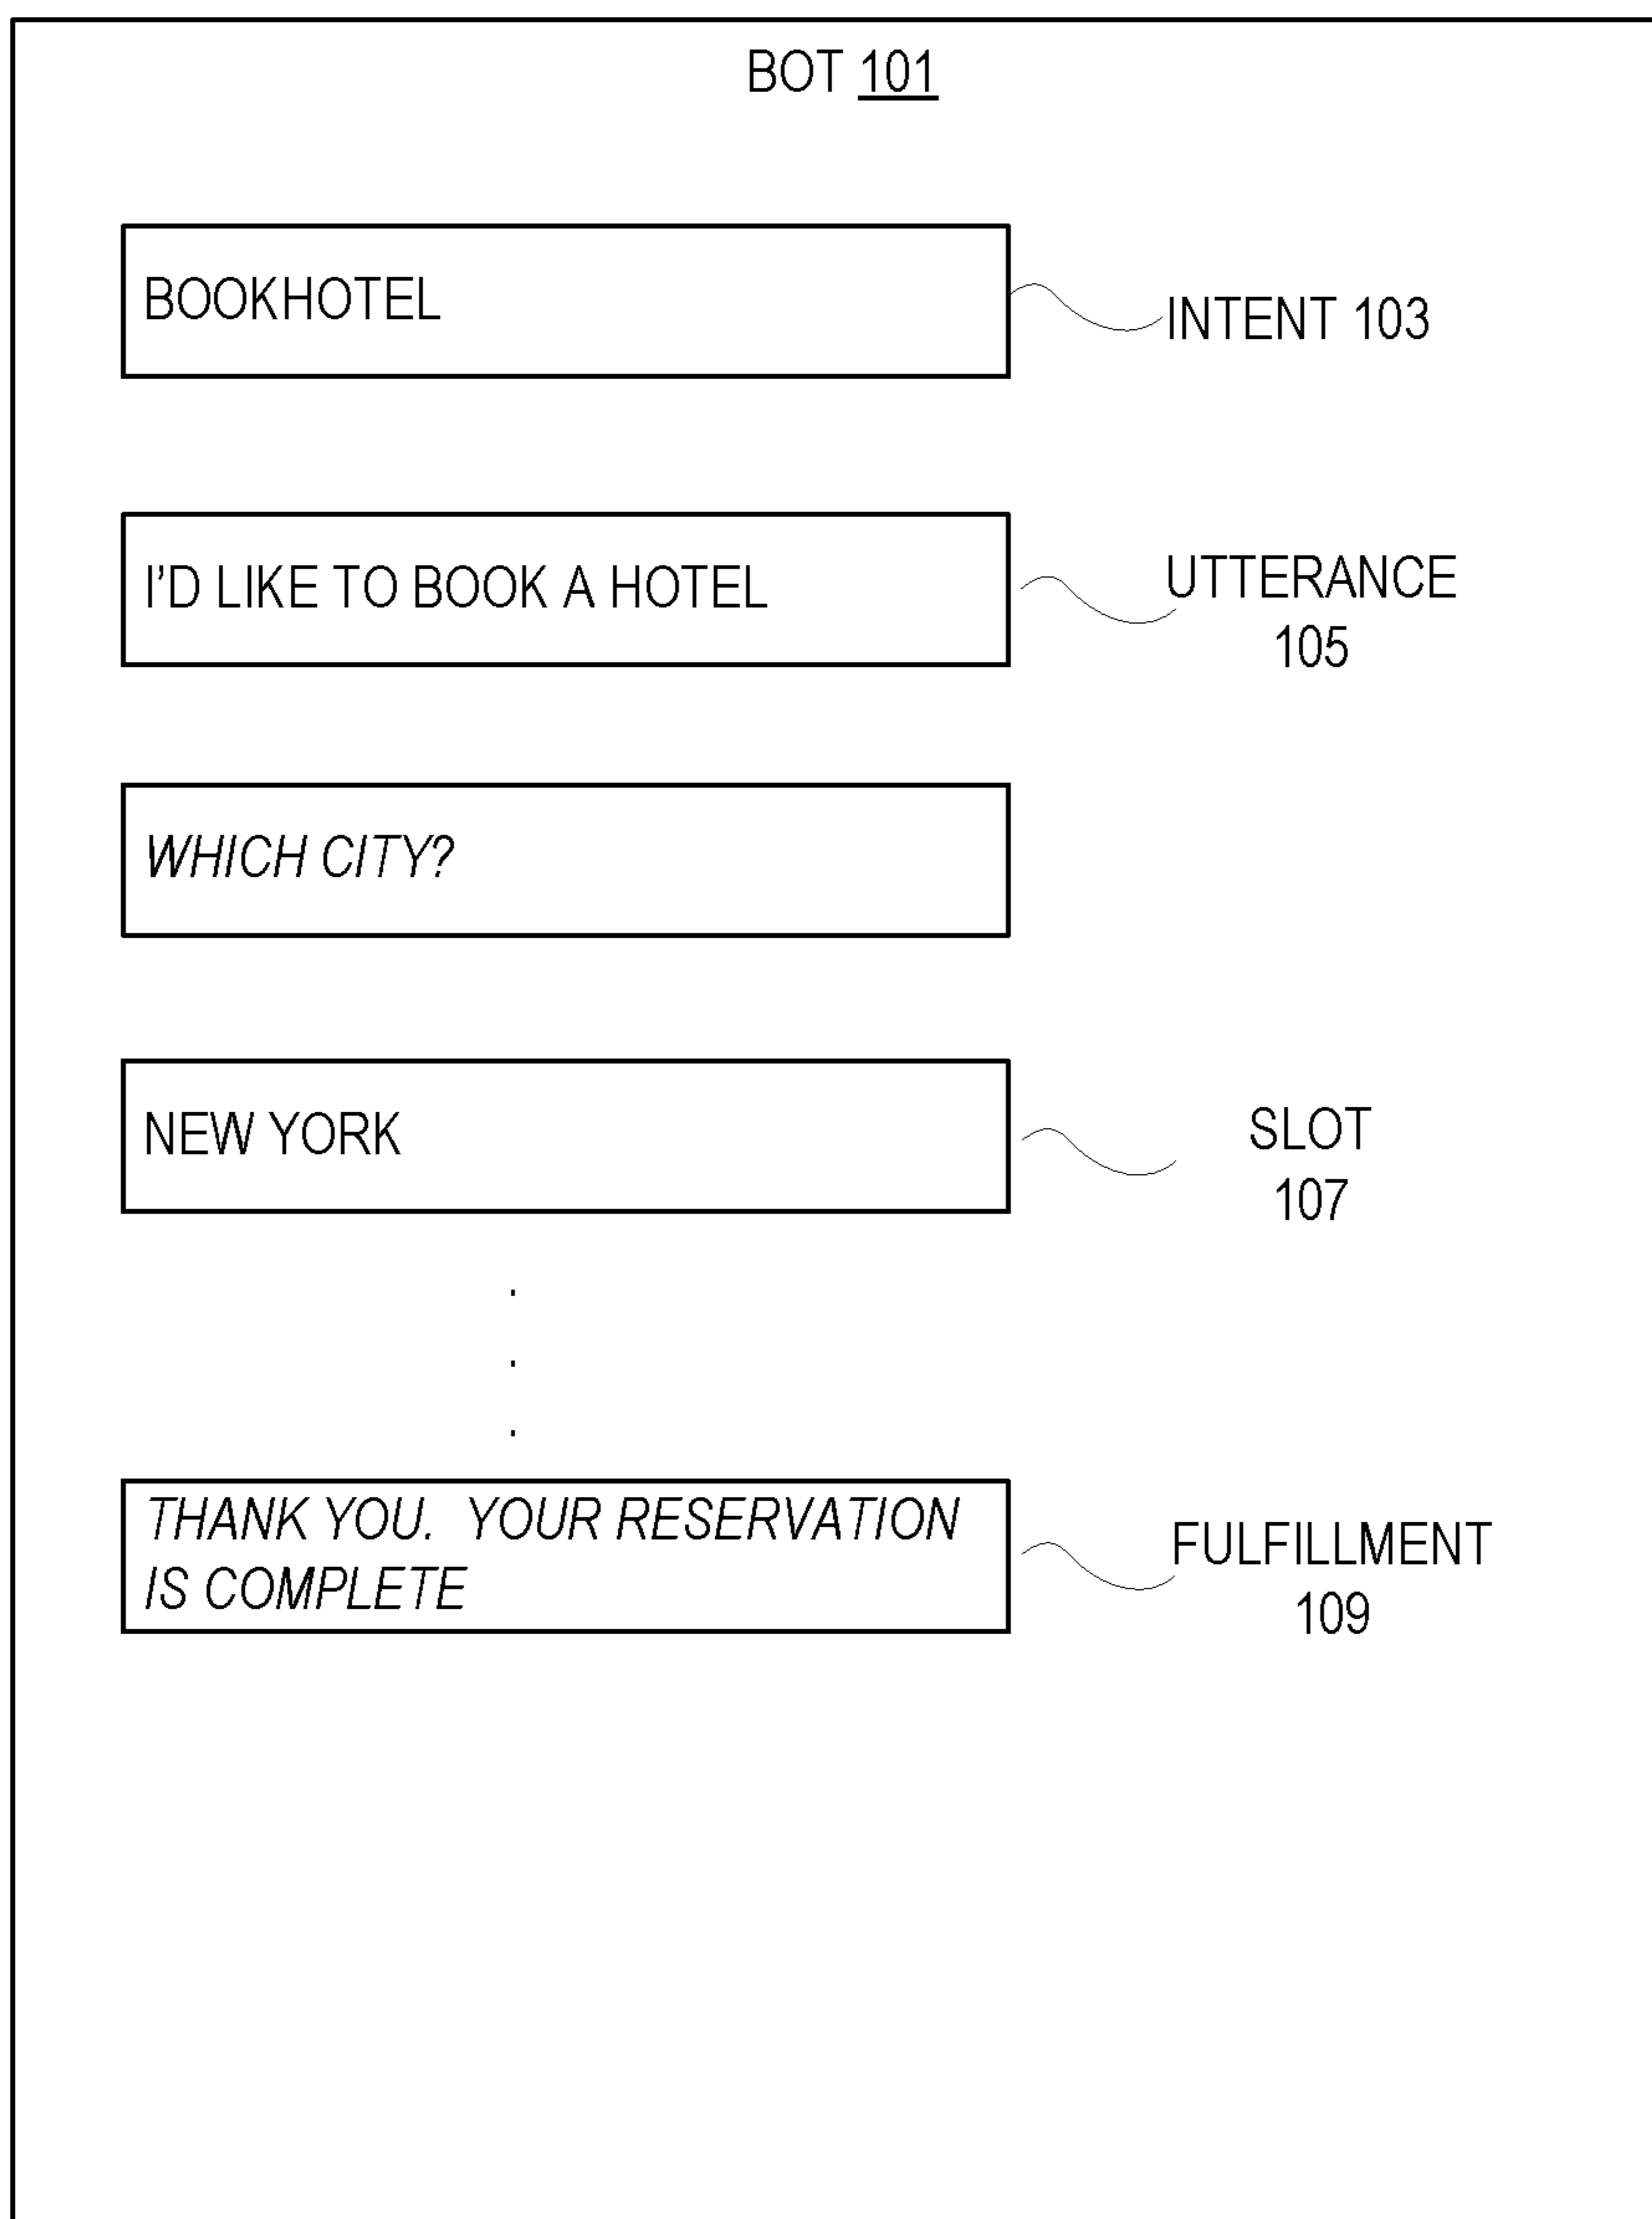 BOT 101
BOOKHOTEL
INTENT 103
I'D LIKE TO BOOK A HOTEL
UTTERANCE
105
WHICH CITY?
NEW YORK
SLOT
107
.
.
.
THANK YOU.  YOUR RESERVATION
IS COMPLETE
FULFILLMENT
109